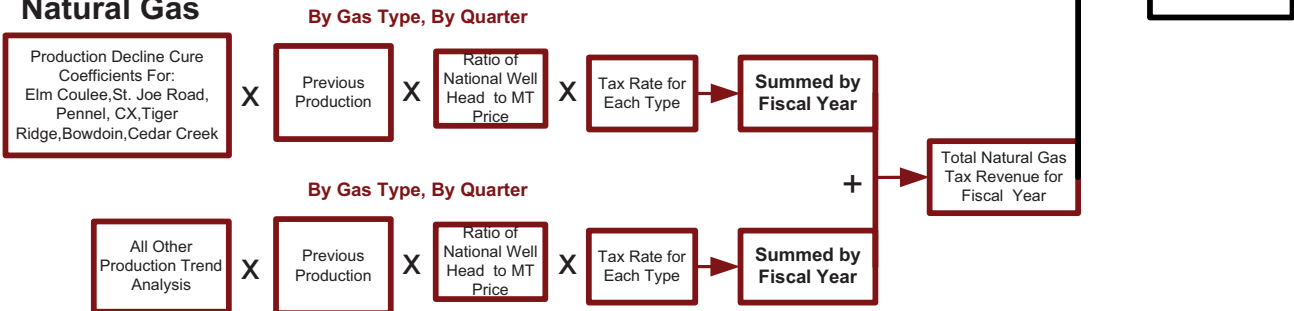 Natural Gas
By Gas Type, By Quarter
Production Decline Cure
Coefficients For:
Elm Coulee,St. Joe Road,
Pennel, CX,Tiger
Ridge,Bowdoin,Cedar Creek
X
Previous
Production
X
Ratio of
National Well
Head to MT
Price
X
Tax Rate for
Each Type
Summed by
Fiscal Year
+
Total Natural Gas
Tax Revenue for
Fiscal Year
By Gas Type, By Quarter
All Other
Production Trend
Analysis
X
Previous
Production
X
Ratio of
National Well
Head to MT
Price
X
Tax Rate for
Each Type
Summed by
Fiscal Year